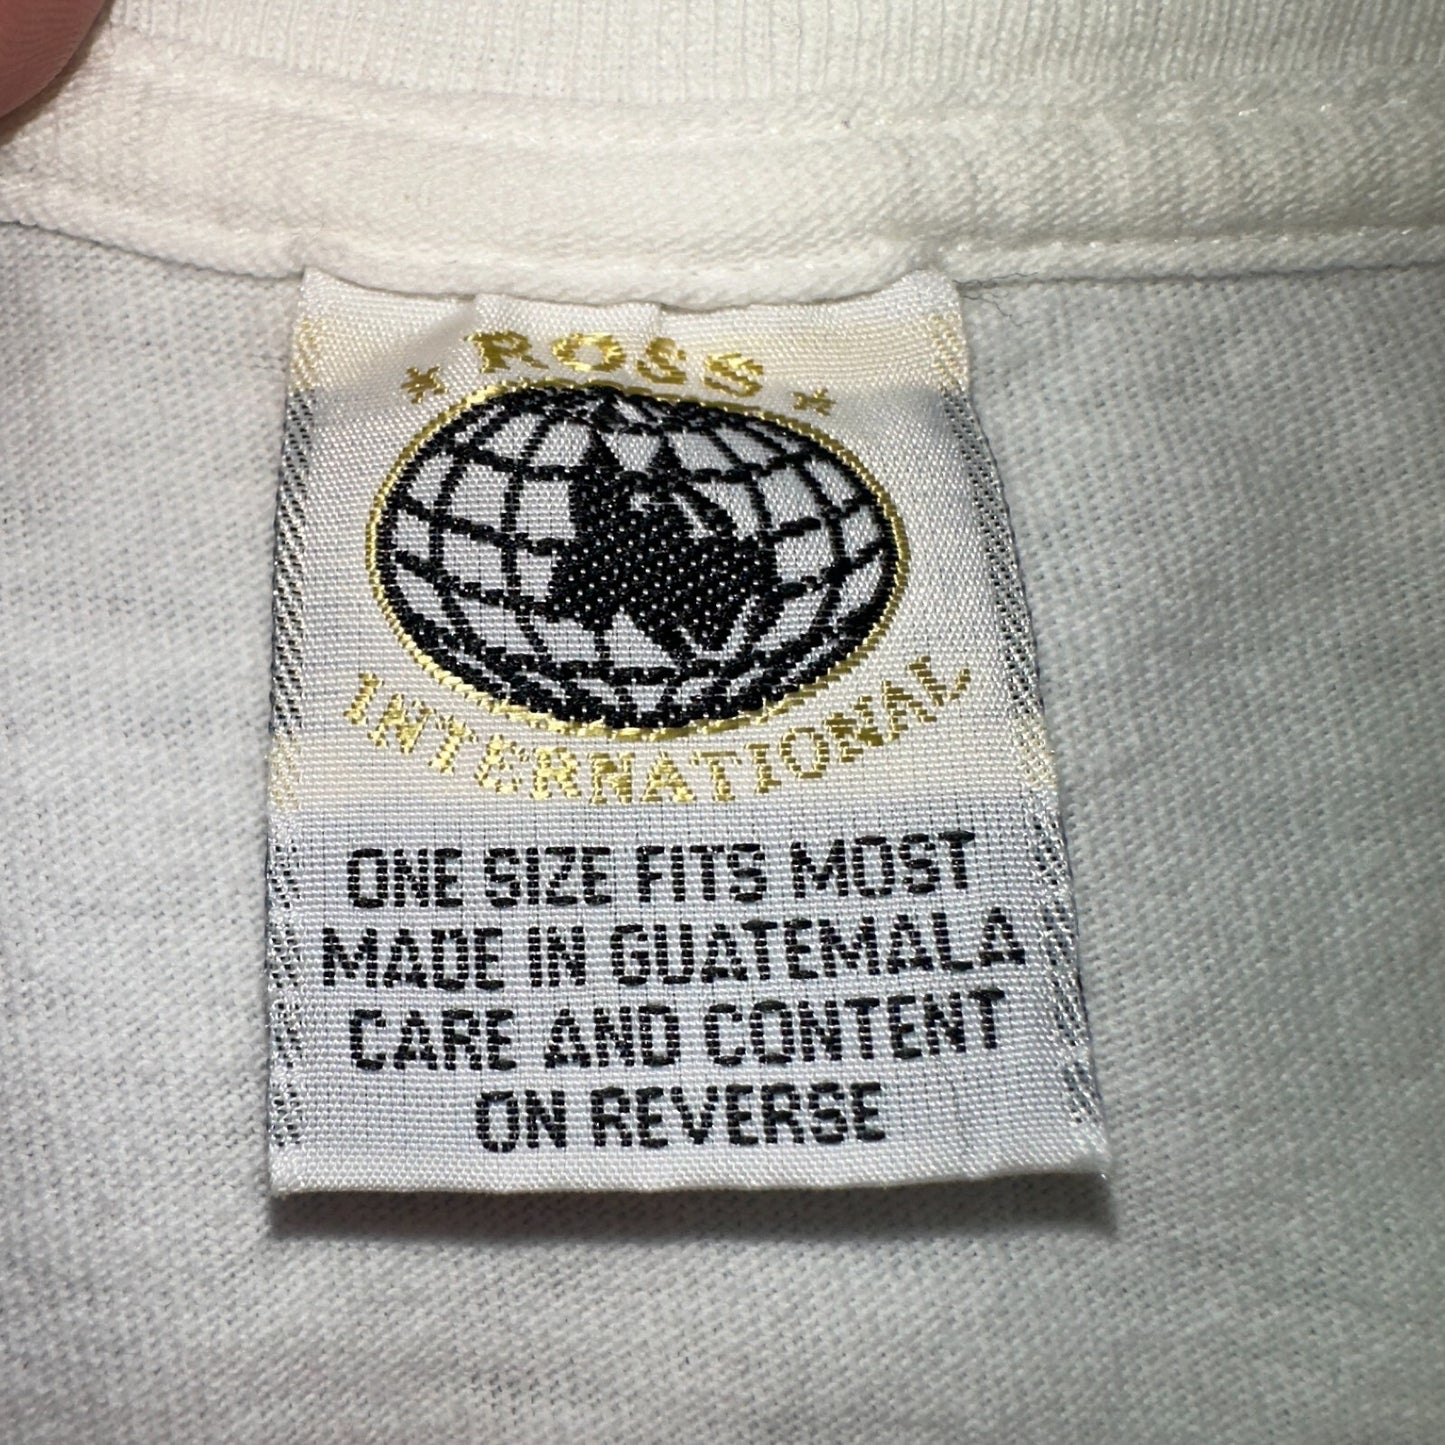 ROSS
INTERNATIONAL
ONE SIZE FITS MOST
MADE IN GUATEMALA
CARE AND CONTENT
ON REVERSE